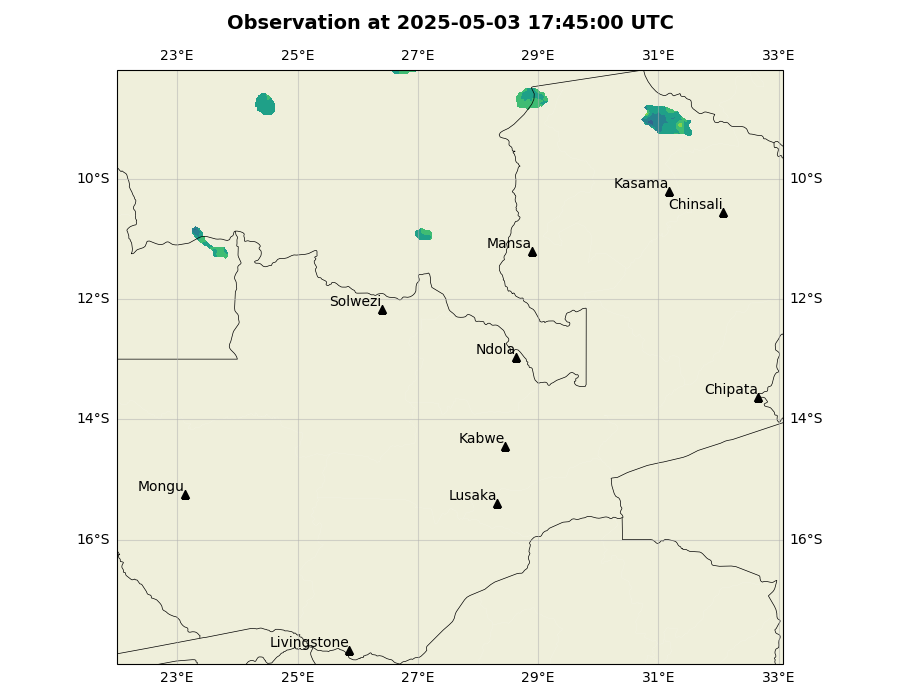 Observation at 2025-05-03 17:45:00 UTC
23°E 25°E 27°E 29°E 31°E 33°E
10°S 10°S
Kasama
Chinsali
Mansa
12°S 12°S
Solwezi
Ndola
Chipata
14°S 14°S
Kabwe
Mongu
Lusaka
16°S 16°S
Livingstone
23°E 25°E 27°E 29°E 31°E 33°E